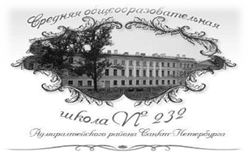 Средняя общеобразовательная
школа № 232
Адмиралтейского района Санкт-Петербурга